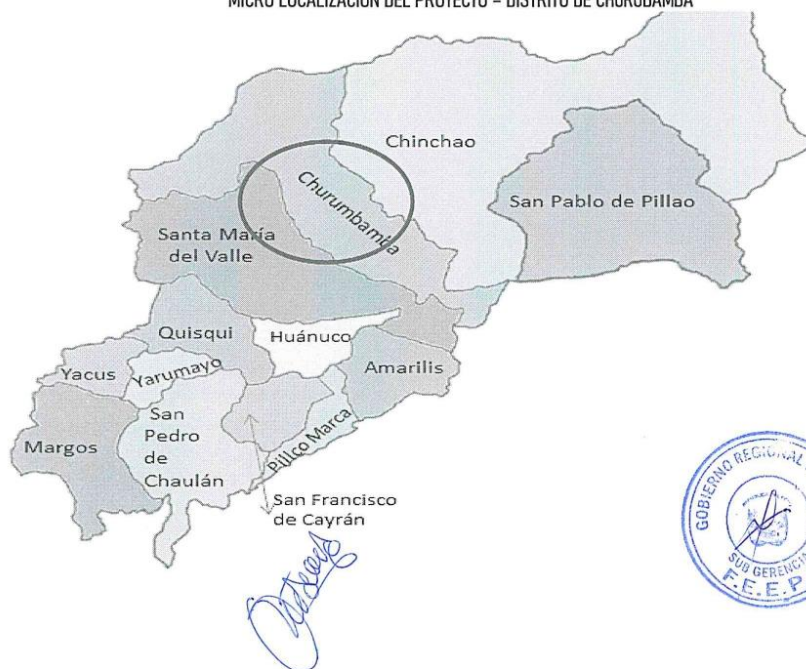 MICRO LOCALIZACIÓN DEL PROYECTO – DISTRITO DE CHURUBAMBA
Chinchao
Churumbamba
San Pablo de Pillao
Santa María
del Valle
Quisqui
Huánuco
Yacus
Yarumayo
Amarilis
San
Pedro
de
Chaulán
Margos
Pillco Marca
San Francisco
de Cayrán
GOBIERNO REGIONAL
SUB GERENCIA
F.E.E.P